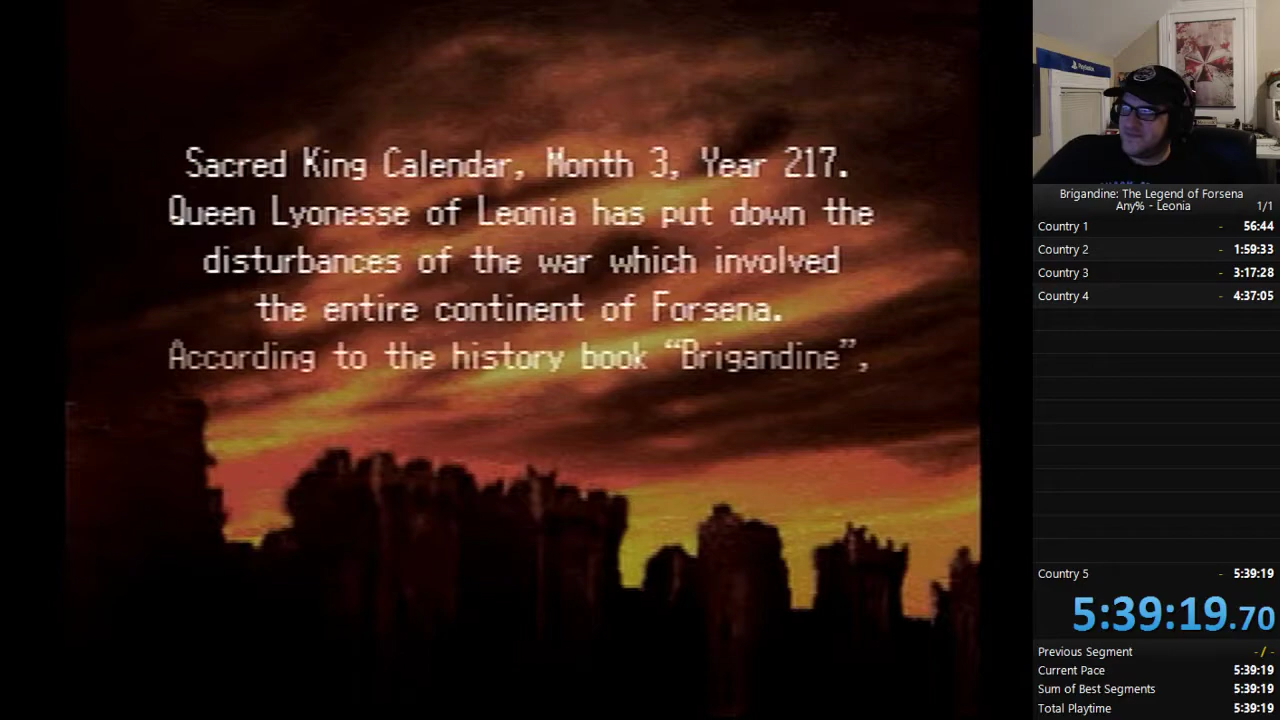 Sacred King Calendar, Month 3, Year 217.
Queen Lyonesse of Leonia has put down the
disturbances of the war which involved
the entire continent of Forsena.
According to the history book “Brigandine”,
PlayStation
Brigandine: The Legend of Forsena
Any% - Leonia 1/1
Country 1 - 56:44
Country 2 - 1:59:33
Country 3 - 3:17:28
Country 4 - 4:37:05
Country 5 - 5:39:19
5:39:19.70
Previous Segment - / -
Current Pace 5:39:19
Sum of Best Segments 5:39:19
Total Playtime 5:39:19